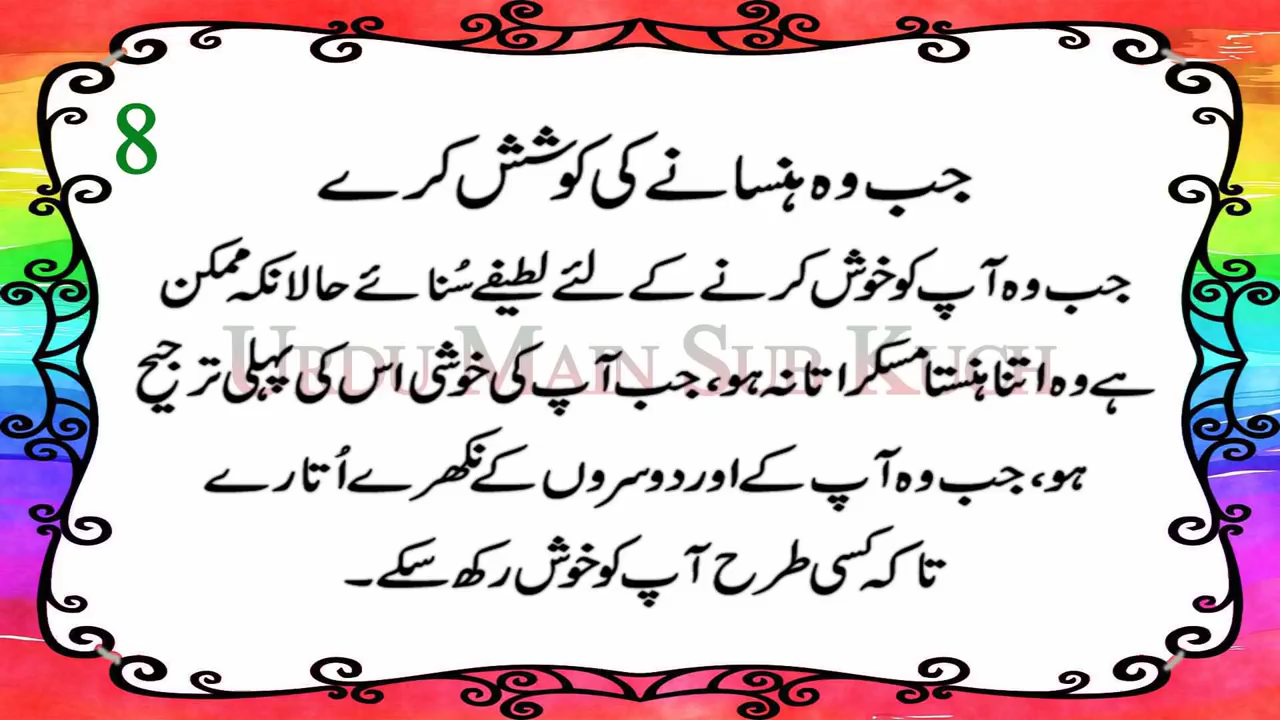 8
جب وہ ہنسانے کی کوشش کرے
جب وہ آپ کو خوش کرنے کے لئے لطیفے سُنائے حالانکہ ممکن
ہے وہ اتنا ہنستا مسکراتا نہ ہو، جب آپ کی خوشی اس کی پہلی ترجیح
ہو، جب وہ آپ کے اور دوسروں کے نکھرے اُتارے
تاکہ کسی طرح آپ کو خوش رکھ سکے۔
URDU MAIN SUB KUCH